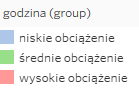 godzina (group)
niskie obciążenie
średnie obciążenie
wysokie obciążenie